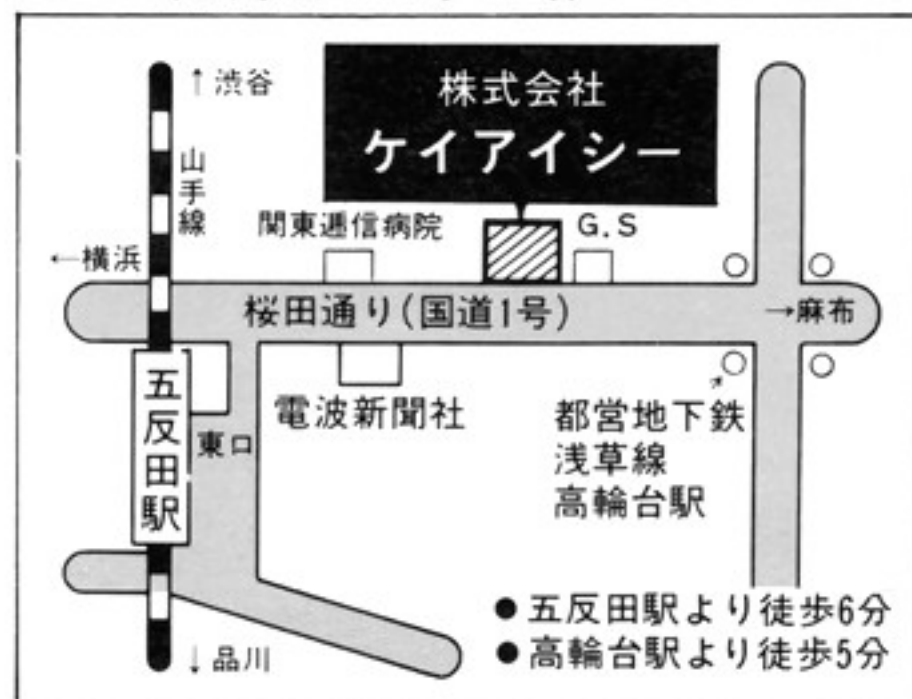 株式会社
ケイアイシー
↑渋谷
山手線
←横浜
関東逓信病院
G.S
桜田通り(国道1号)
→麻布
五反田駅
東口
電波新聞社
都営地下鉄
浅草線
高輪台駅
↓品川
●五反田駅より徒歩6分
●高輪台駅より徒歩5分